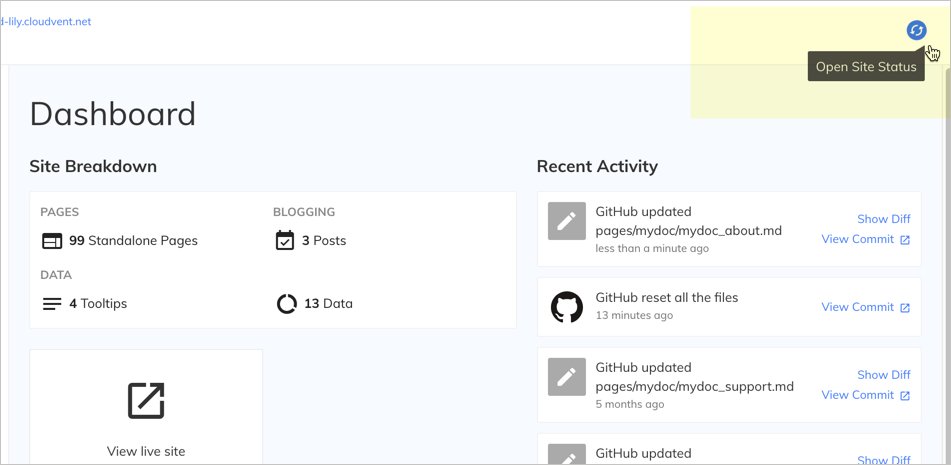 d-lily.cloudvent.net
Open Site Status
Dashboard
Site Breakdown
PAGES
BLOGGING
99 Standalone Pages
3 Posts
DATA
4 Tooltips
13 Data
View live site
Recent Activity
GitHub updated
pages/mydoc/mydoc_about.md
less than a minute ago
Show Diff
View Commit
GitHub reset all the files
13 minutes ago
View Commit
GitHub updated
pages/mydoc/mydoc_support.md
5 months ago
Show Diff
View Commit
GitHub updated
Show Diff